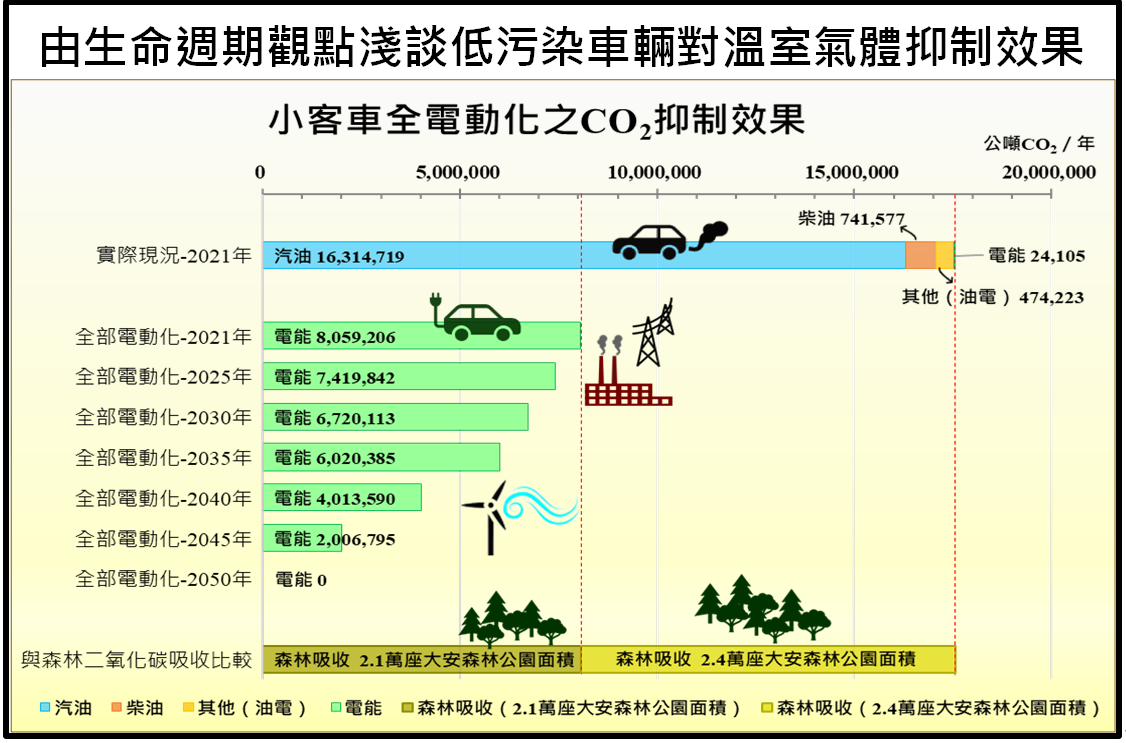 由生命週期觀點淺談低污染車輛對溫室氣體抑制效果
小客車全電動化之CO₂抑制效果
公噸CO₂ / 年
0 5,000,000 10,000,000 15,000,000 20,000,000
柴油 741,577
實際現況-2021年 汽油 16,314,719 電能 24,105
其他（油電） 474,223
全部電動化-2021年 電能 8,059,206
全部電動化-2025年 電能 7,419,842
全部電動化-2030年 電能 6,720,113
全部電動化-2035年 電能 6,020,385
全部電動化-2040年 電能 4,013,590
全部電動化-2045年 電能 2,006,795
全部電動化-2050年 電能 0
與森林二氧化碳吸收比較 森林吸收 2.1萬座大安森林公園面積 森林吸收 2.4萬座大安森林公園面積
汽油 柴油 其他（油電） 電能 森林吸收（2.1萬座大安森林公園面積） 森林吸收（2.4萬座大安森林公園面積）